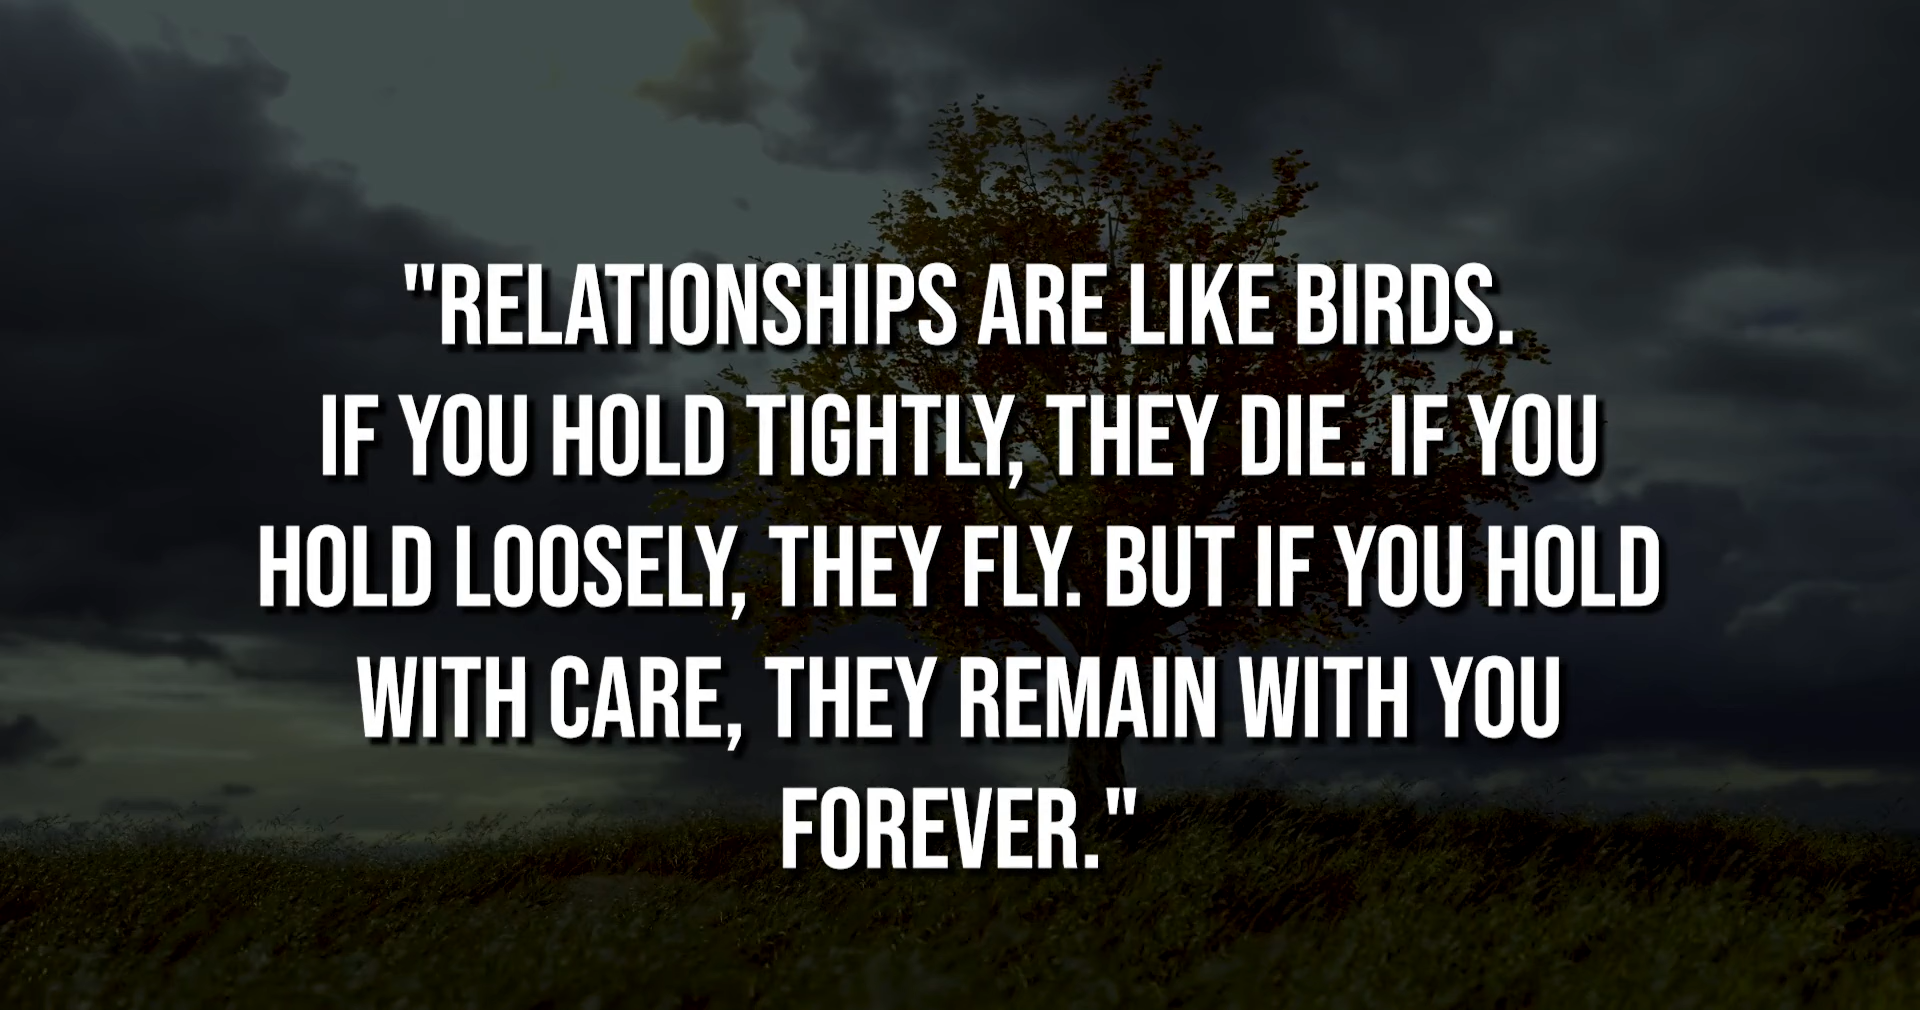 "RELATIONSHIPS ARE LIKE BIRDS.
IF YOU HOLD TIGHTLY, THEY DIE. IF YOU
HOLD LOOSELY, THEY FLY. BUT IF YOU HOLD
WITH CARE, THEY REMAIN WITH YOU
FOREVER."